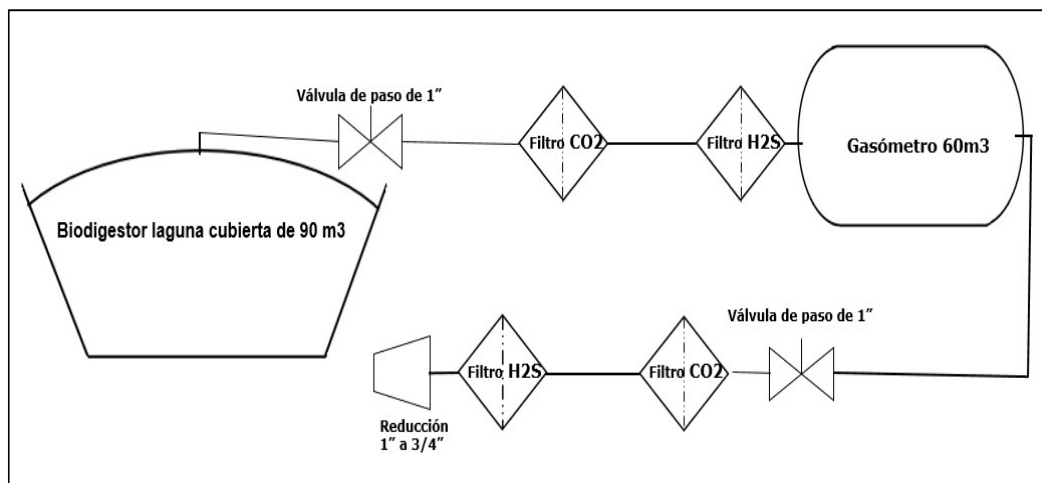 Válvula de paso de 1”
Filtro CO2
Filtro H2S
Gasómetro 60m3
Biodigestor laguna cubierta de 90 m3
Válvula de paso de 1”
Filtro H2S
Filtro CO2
Reducción
1” a 3/4”